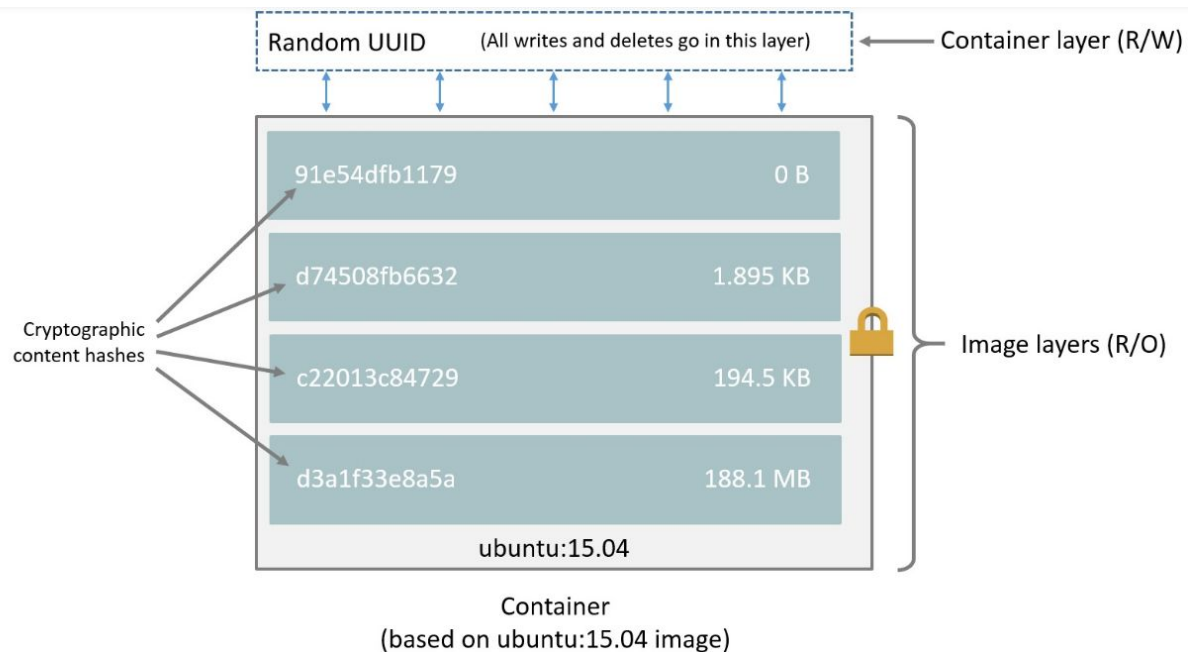 Random UUID (All writes and deletes go in this layer)
Container layer (R/W)
91e54dfb1179 0 B
d74508fb6632 1.895 KB
Cryptographic
content hashes
Image layers (R/O)
c22013c84729 194.5 KB
d3a1f33e8a5a 188.1 MB
ubuntu:15.04
Container
(based on ubuntu:15.04 image)